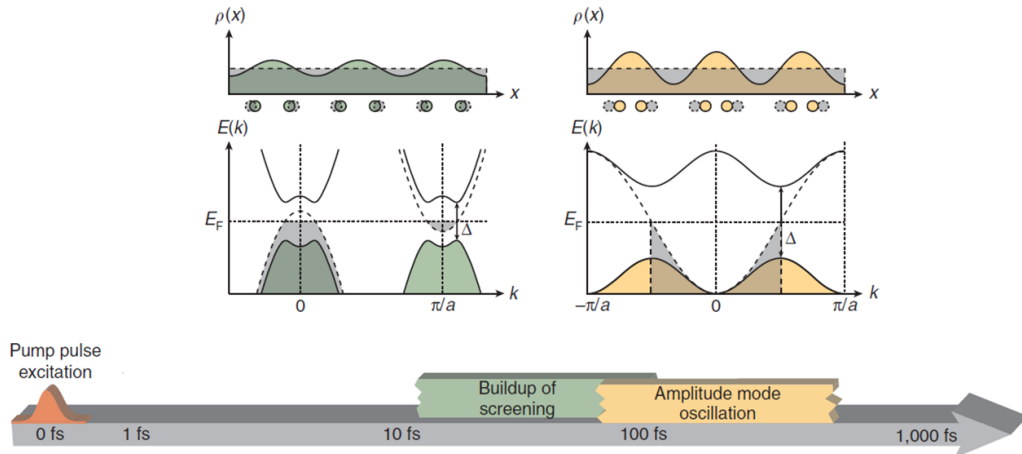 ρ(x)
x
E(k)
E_F
Δ
0
π/a
k
ρ(x)
x
E(k)
E_F
Δ
−π/a
0
π/a
k
Pump pulse
excitation
Buildup of
screening
Amplitude mode
oscillation
0 fs
1 fs
10 fs
100 fs
1,000 fs